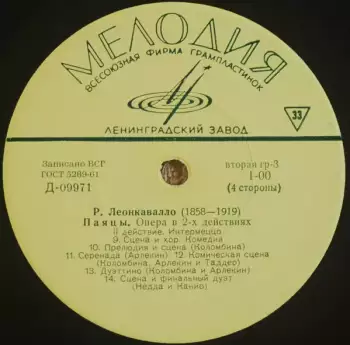 МЕЛОДИЯ
ВСЕСОЮЗНАЯ ФИРМА ГРАМПЛАСТИНОК
33
ЛЕНИНГРАДСКИЙ ЗАВОД
Записано ВСГ
ГОСТ 5289-61
Д-09971
вторая гр-3
1-00
(4 стороны)
Р. Леонкавалло (1858—1919)
Паяцы. Опера в 2-х действиях
II действие. Интермеццо
9. Сцена и хор. Комедия
10. Прелюдия и сцена (Коломбина)
11. Серенада (Арлекин) 12. Комическая сцена
(Коломбина, Арлекин и Таддео)
13. Дуэттино (Коломбина и Арлекин)
14. Сцена и финальный дуэт
(Недда и Канио)